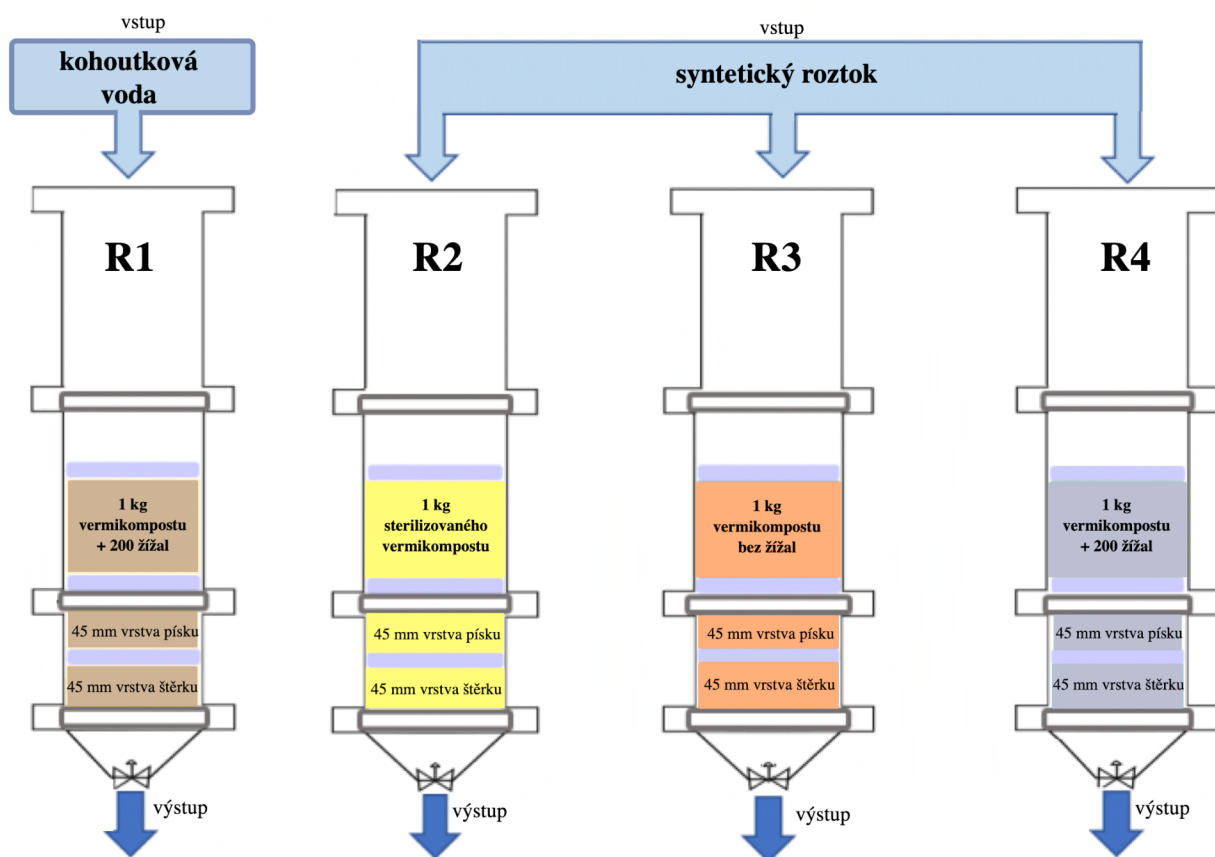 vstup
kohoutková
voda
vstup
syntetický roztok
R1
R2
R3
R4
1 kg
vermikompostu
+ 200 žížal
1 kg
sterilizovaného
vermikompostu
1 kg
vermikompostu
bez žížal
1 kg
vermikompostu
+ 200 žížal
45 mm vrstva písku
45 mm vrstva písku
45 mm vrstva písku
45 mm vrstva písku
45 mm vrstva štěrku
45 mm vrstva štěrku
45 mm vrstva štěrku
45 mm vrstva štěrku
výstup
výstup
výstup
výstup